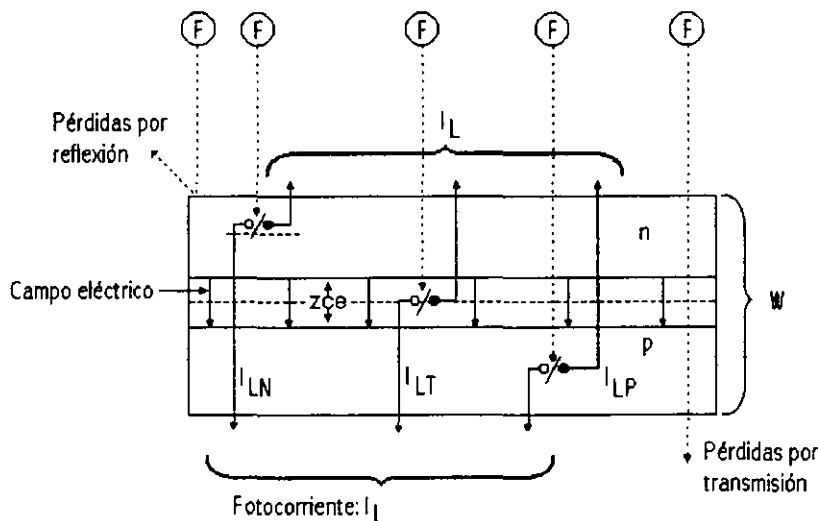 F F F F F
I_L
Pérdidas por
reflexión
n
Campo eléctrico
zce
W
p
I_LN
I_LT
I_LP
Pérdidas por
transmisión
Fotocorriente: I_L